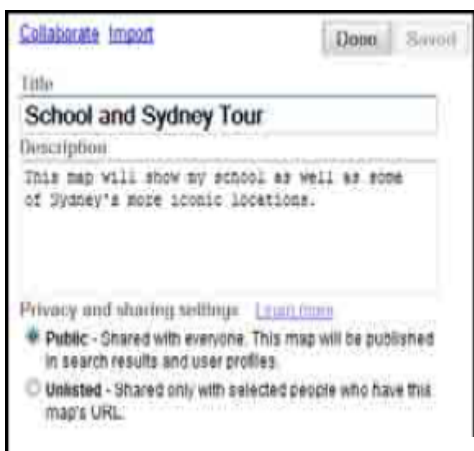 Collaborate Import Done Saved
Title
School and Sydney Tour
Description
This map will show my school as well as some
of Sydney's more iconic locations.
Privacy and sharing settings Learn more
Public - Shared with everyone. This map will be published
in search results and user profiles.
Unlisted - Shared only with selected people who have this
map's URL.